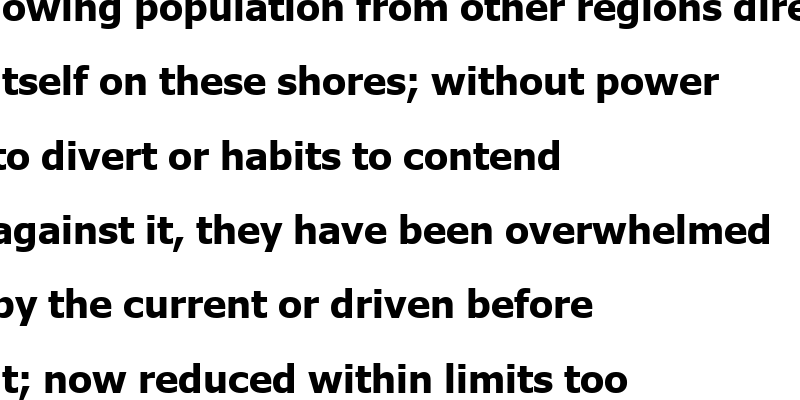 owing population from other regions dire
tself on these shores; without power
to divert or habits to contend
against it, they have been overwhelmed
by the current or driven before
t; now reduced within limits too